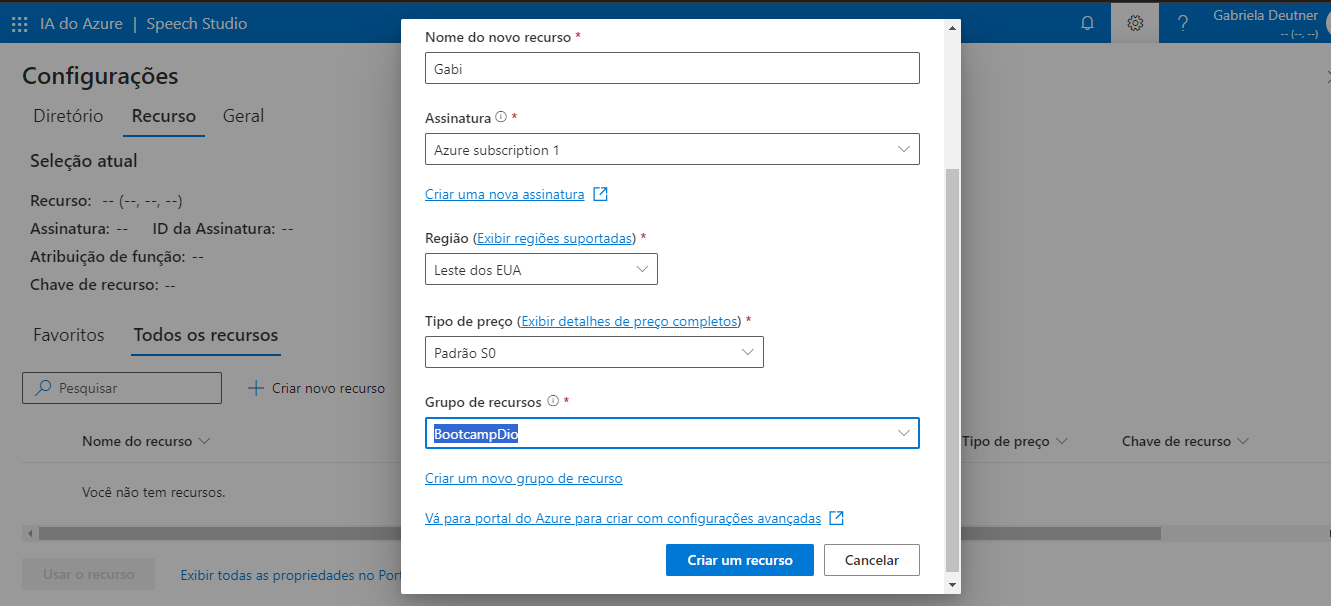 IA do Azure | Speech Studio
Gabriela Deutner
-- (--, --)
Configurações
Diretório Recurso Geral
Seleção atual
Recurso: -- (--, --, --)
Assinatura: -- ID da Assinatura: --
Atribuição de função: --
Chave de recurso: --
Favoritos Todos os recursos
Pesquisar
Criar novo recurso
Nome do recurso Tipo de preço Chave de recurso
Você não tem recursos.
Usar o recurso Exibir todas as propriedades no Port
Nome do novo recurso *
Gabi
Assinatura *
Azure subscription 1
Criar uma nova assinatura
Região (Exibir regiões suportadas) *
Leste dos EUA
Tipo de preço (Exibir detalhes de preço completos) *
Padrão S0
Grupo de recursos *
BootcampDio
Criar um novo grupo de recurso
Vá para portal do Azure para criar com configurações avançadas
Criar um recurso Cancelar